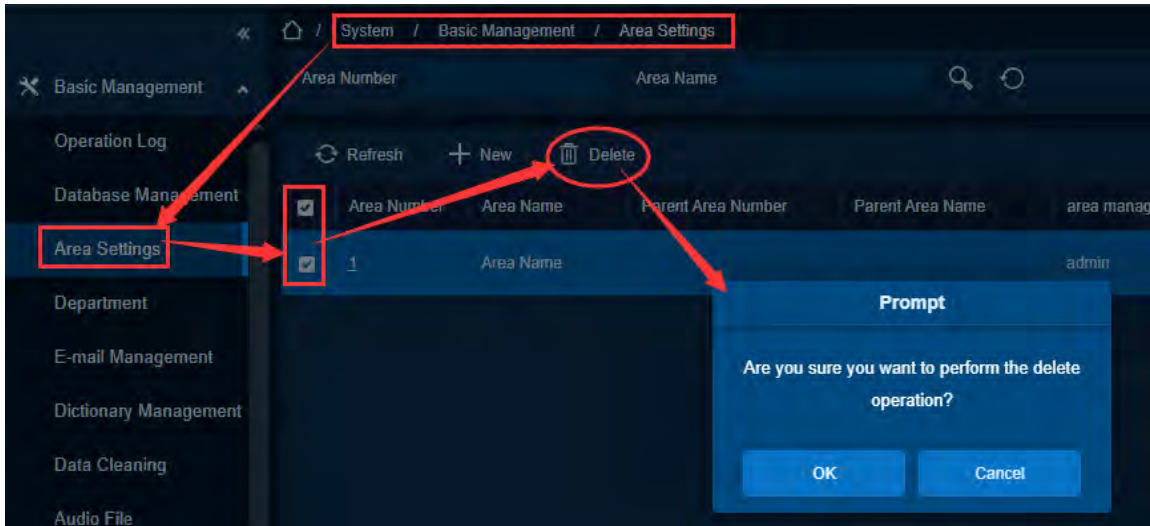 « / System / Basic Management / Area Settings
Basic Management
Area Number Area Name
Operation Log
Refresh + New Delete
Database Management
Area Number Area Name Parent Area Number Parent Area Name area manag
Area Settings
1 Area Name admin
Department
Prompt
E-mail Management
Are you sure you want to perform the delete
operation?
Dictionary Management
Data Cleaning
OK Cancel
Audio File